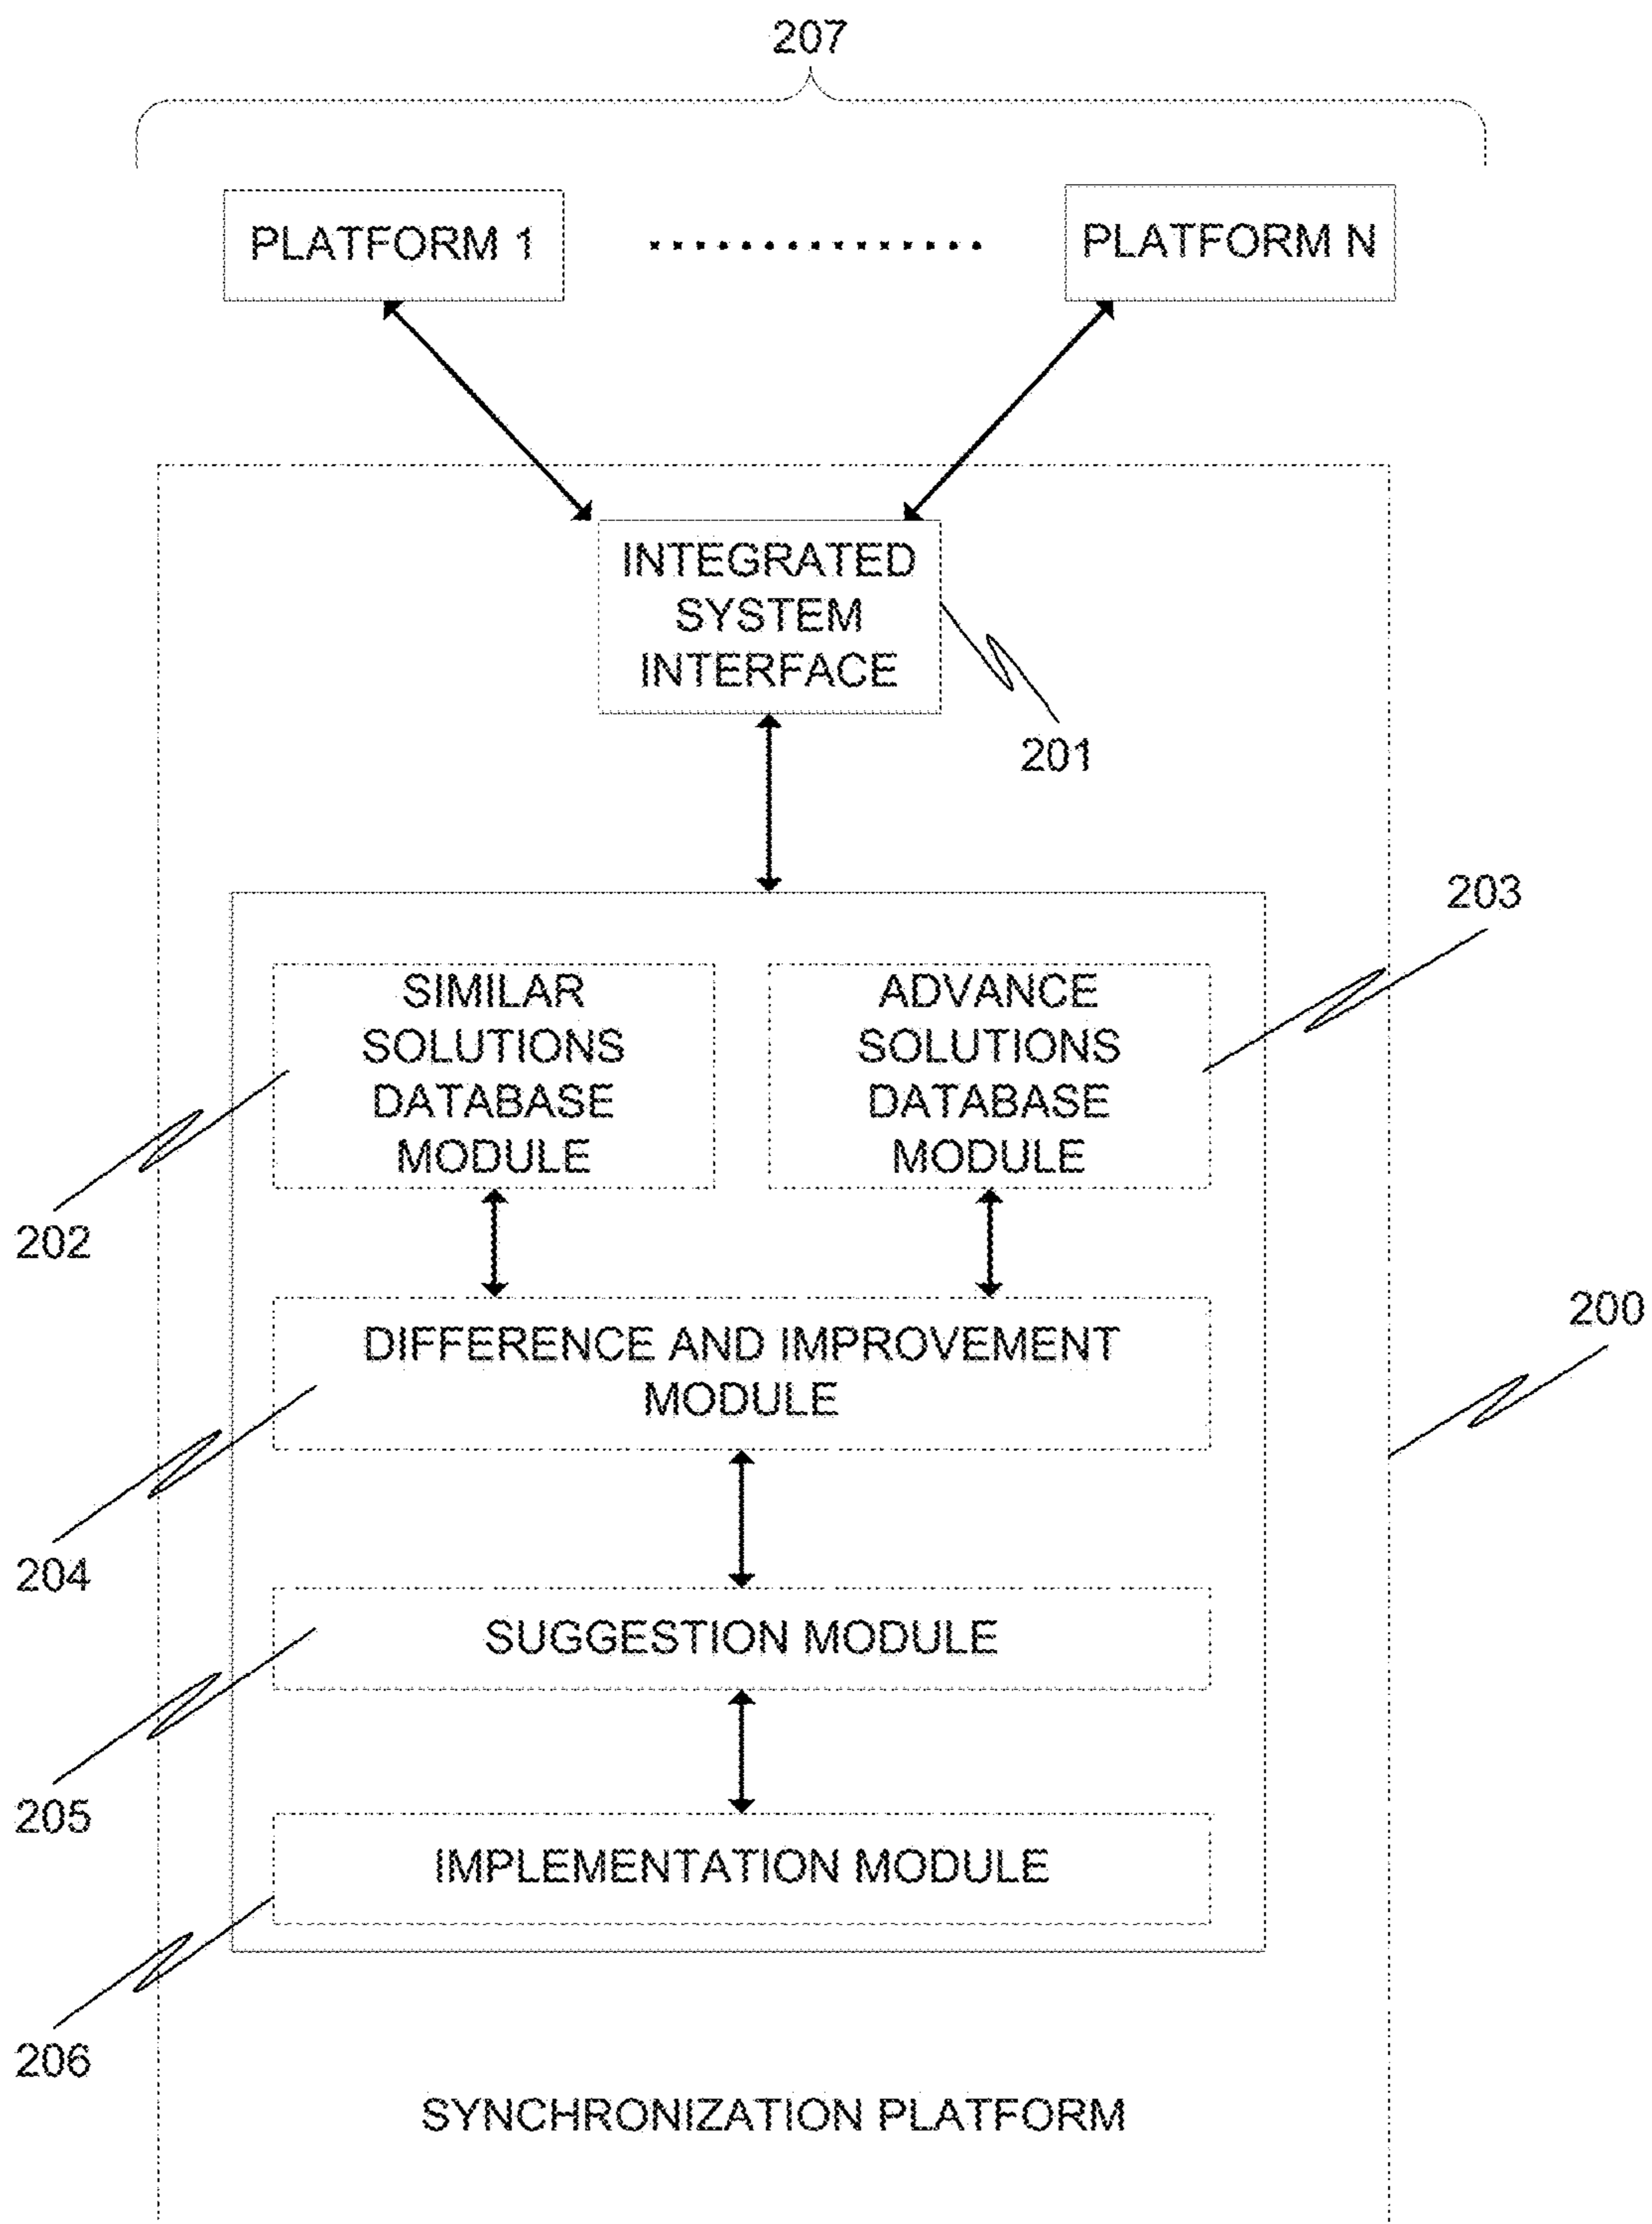 207
PLATFORM 1
PLATFORM N
INTEGRATED
SYSTEM
INTERFACE
201
203
SIMILAR
SOLUTIONS
DATABASE
MODULE
ADVANCE
SOLUTIONS
DATABASE
MODULE
202
200
DIFFERENCE AND IMPROVEMENT
MODULE
204
SUGGESTION MODULE
205
IMPLEMENTATION MODULE
206
SYNCHRONIZATION PLATFORM